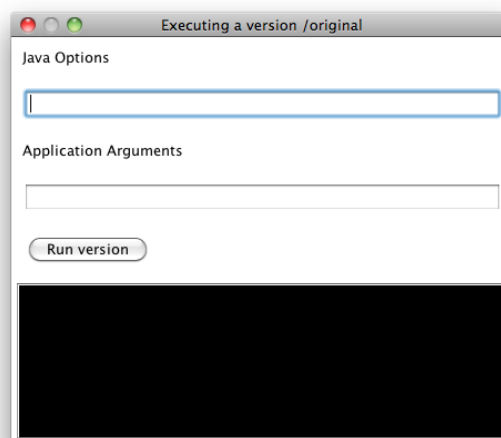 Executing a version /original
Java Options
Application Arguments
Run version